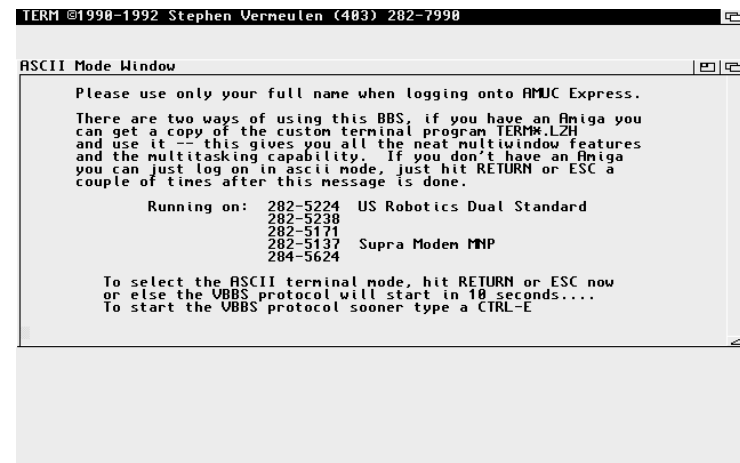 TERM ©1990-1992 Stephen Vermeulen (403) 282-7990
ASCII Mode Window
Please use only your full name when logging onto AMUC Express.
There are two ways of using this BBS, if you have an Amiga you
can get a copy of the custom terminal program TERM*.LZH
and use it -- this gives you all the neat multiwindow features
and the multitasking capability.  If you don't have an Amiga
you can just log on in ascii mode, just hit RETURN or ESC a
couple of times after this message is done.
Running on:  282-5224  US Robotics Dual Standard
282-5238
282-5171
282-5137  Supra Modem MNP
284-5624
To select the ASCII terminal mode, hit RETURN or ESC now
or else the VBBS protocol will start in 10 seconds....
To start the VBBS protocol sooner type a CTRL-E